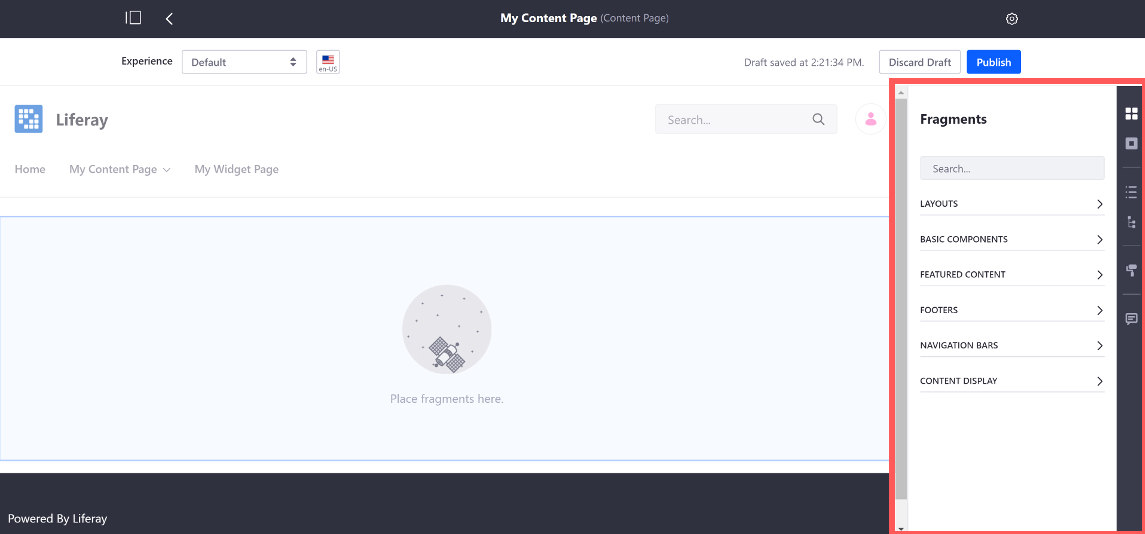 My Content Page (Content Page)
Experience
Default
en-US
Draft saved at 2:21:34 PM.
Discard Draft
Publish
Liferay
Search...
Home
My Content Page
My Widget Page
Place fragments here.
Powered By Liferay
Fragments
Search...
LAYOUTS
BASIC COMPONENTS
FEATURED CONTENT
FOOTERS
NAVIGATION BARS
CONTENT DISPLAY